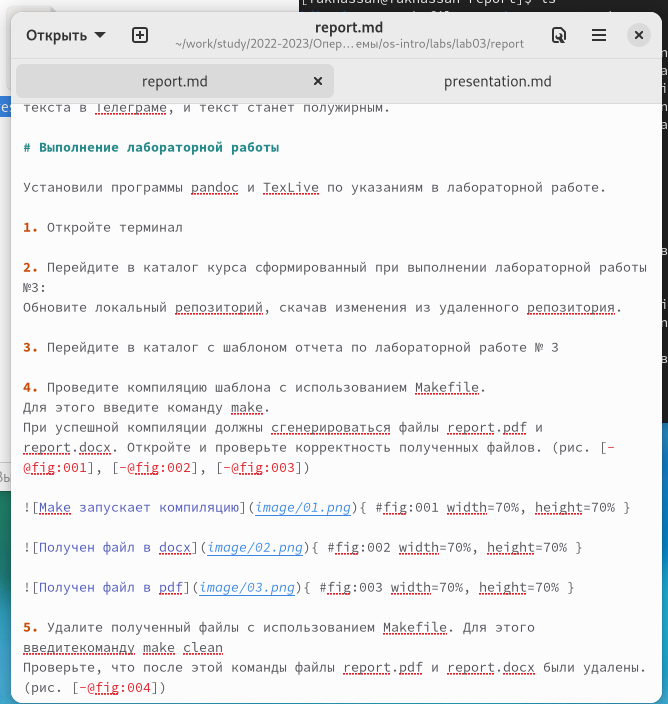 Открыть
report.md
~/work/study/2022-2023/Опер…емы/os-intro/labs/lab03/report
report.md
presentation.md
текста в Телеграме, и текст станет полужирным.
# Выполнение лабораторной работы
Установили программы pandoc и TexLive по указаниям в лабораторной работе.
1. Откройте терминал
2. Перейдите в каталог курса сформированный при выполнении лабораторной работы
№3:
Обновите локальный репозиторий, скачав изменения из удаленного репозитория.
3. Перейдите в каталог с шаблоном отчета по лабораторной работе № 3
4. Проведите компиляцию шаблона с использованием Makefile.
Для этого введите команду make.
При успешной компиляции должны сгенерироваться файлы report.pdf и
report.docx. Откройте и проверьте корректность полученных файлов. (рис. [-
@fig:001], [-@fig:002], [-@fig:003])
![Make запускает компиляцию](image/01.png){ #fig:001 width=70%, height=70% }
![Получен файл в docx](image/02.png){ #fig:002 width=70%, height=70% }
![Получен файл в pdf](image/03.png){ #fig:003 width=70%, height=70% }
5. Удалите полученный файлы с использованием Makefile. Для этого
введитекоманду make clean
Проверьте, что после этой команды файлы report.pdf и report.docx были удалены.
(рис. [-@fig:004])